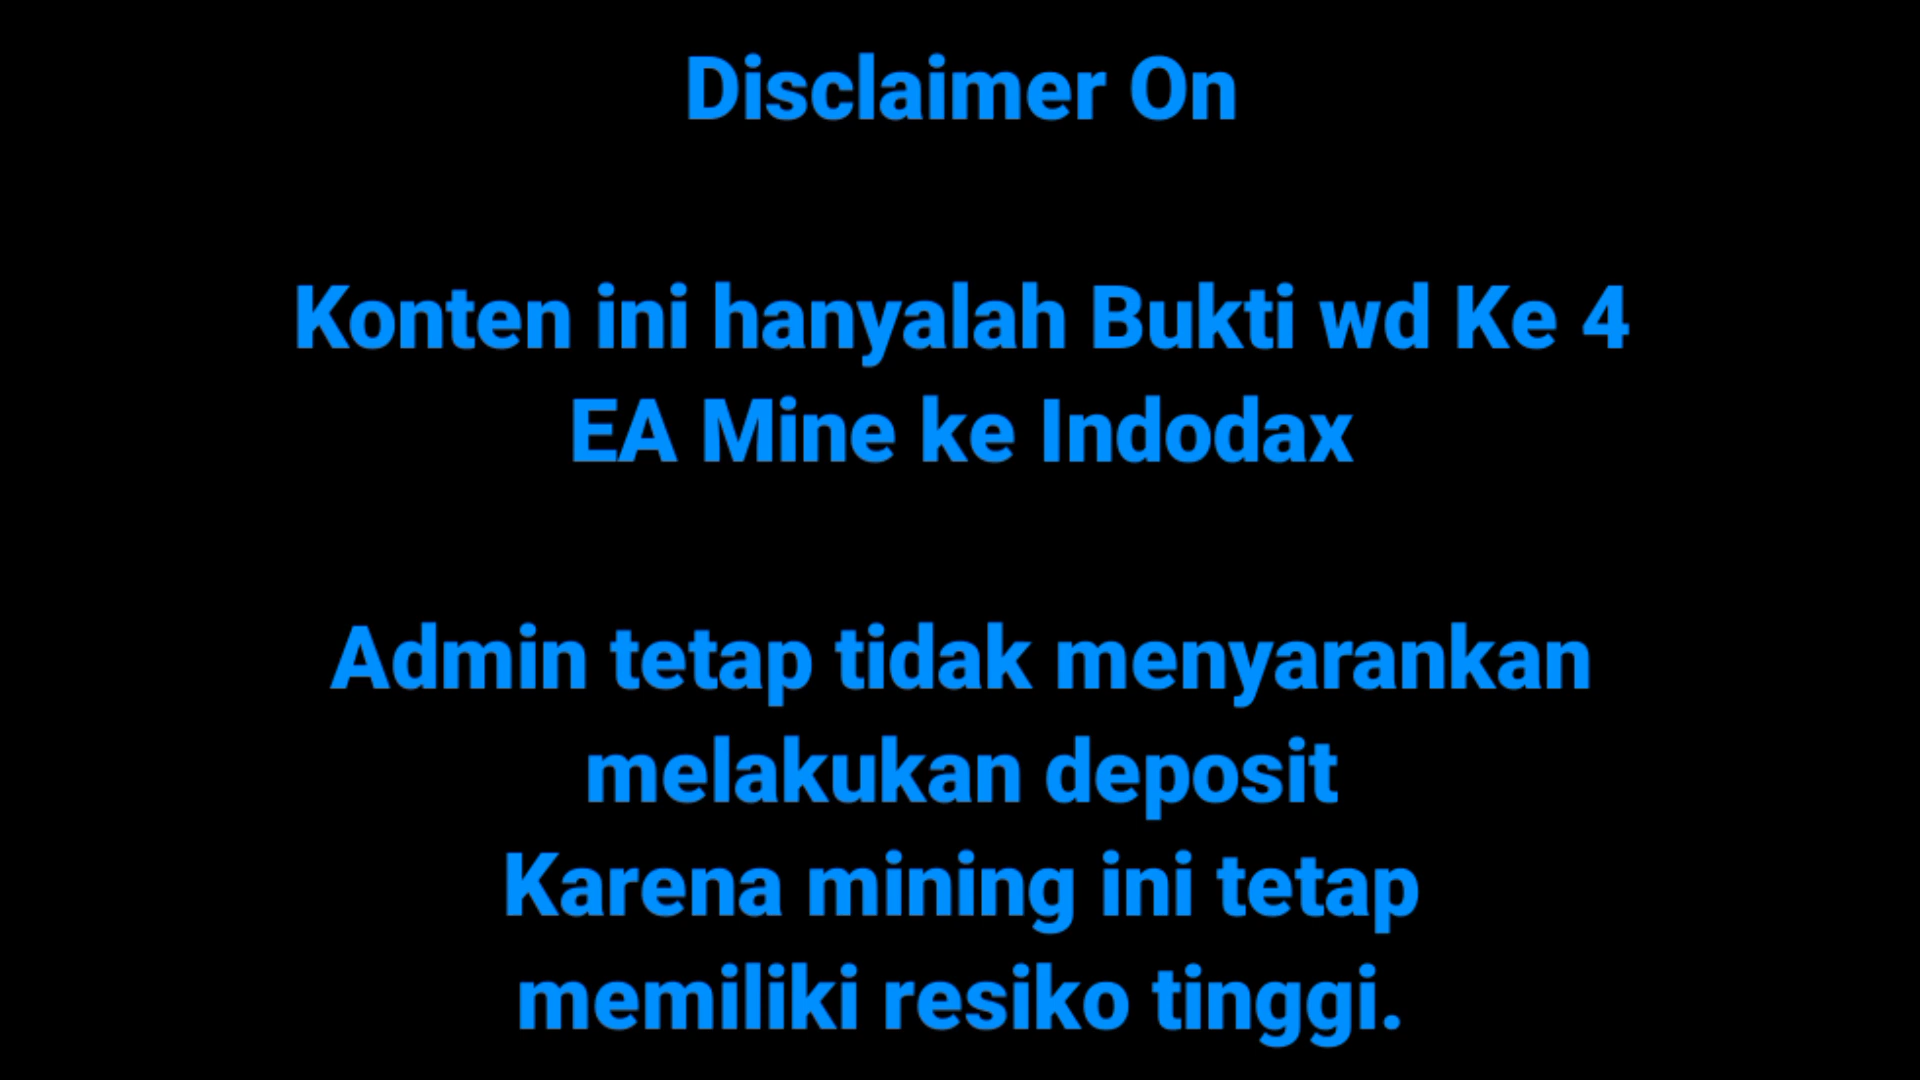 Disclaimer On
Konten ini hanyalah Bukti wd Ke 4
EA Mine ke Indodax
Admin tetap tidak menyarankan
melakukan deposit
Karena mining ini tetap
memiliki resiko tinggi.